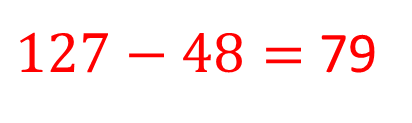 127 − 48 = 79